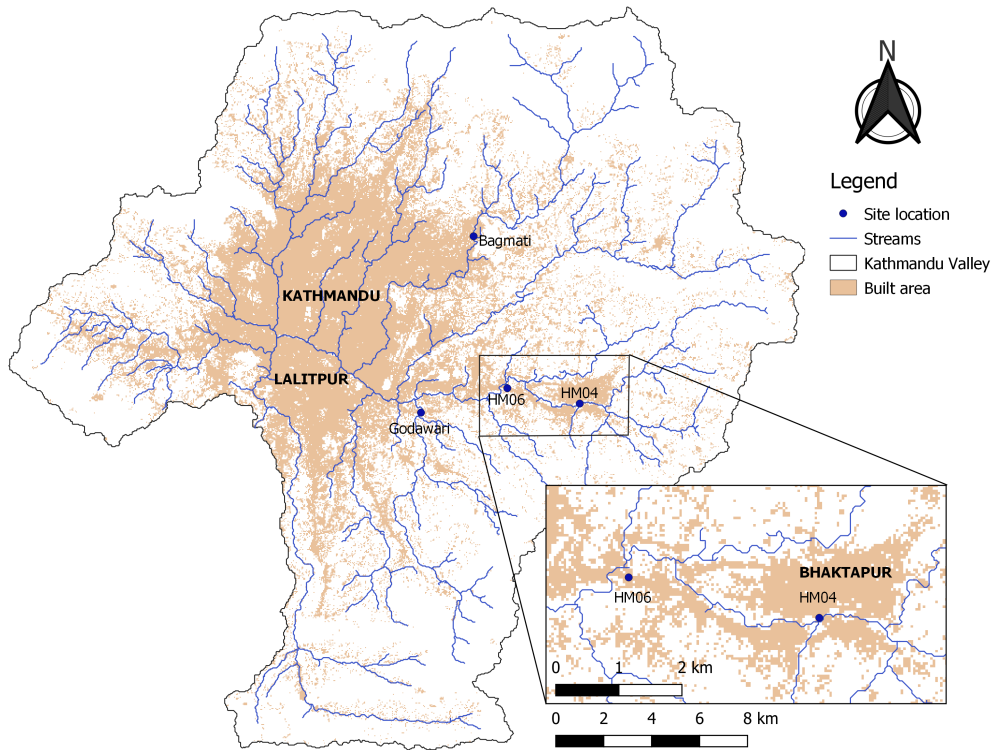 N
Legend
Site location
Streams
Kathmandu Valley
Built area
Bagmati
KATHMANDU
LALITPUR
HM06
HM04
Godawari
BHAKTAPUR
HM04
HM06
0 1 2 km
0 2 4 6 8 km